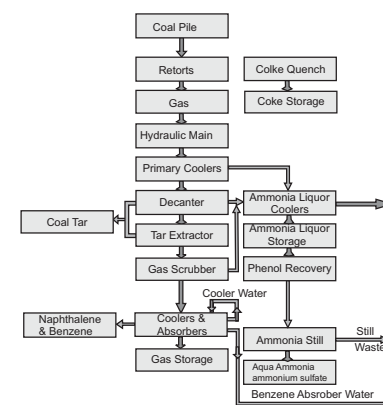 Coal Pile
Retorts
Colke Quench
Gas
Coke Storage
Hydraulic Main
Primary Coolers
Decanter
Ammonia Liquor
Coolers
Coal Tar
Tar Extractor
Ammonia Liquor
Storage
Gas Scrubber
Phenol Recovery
Cooler Water
Naphthalene
& Benzene
Coolers &
Absorbers
Ammonia Still
Still
Waste
Gas Storage
Aqua Ammonia
ammonium sulfate
Benzene Absrober Water